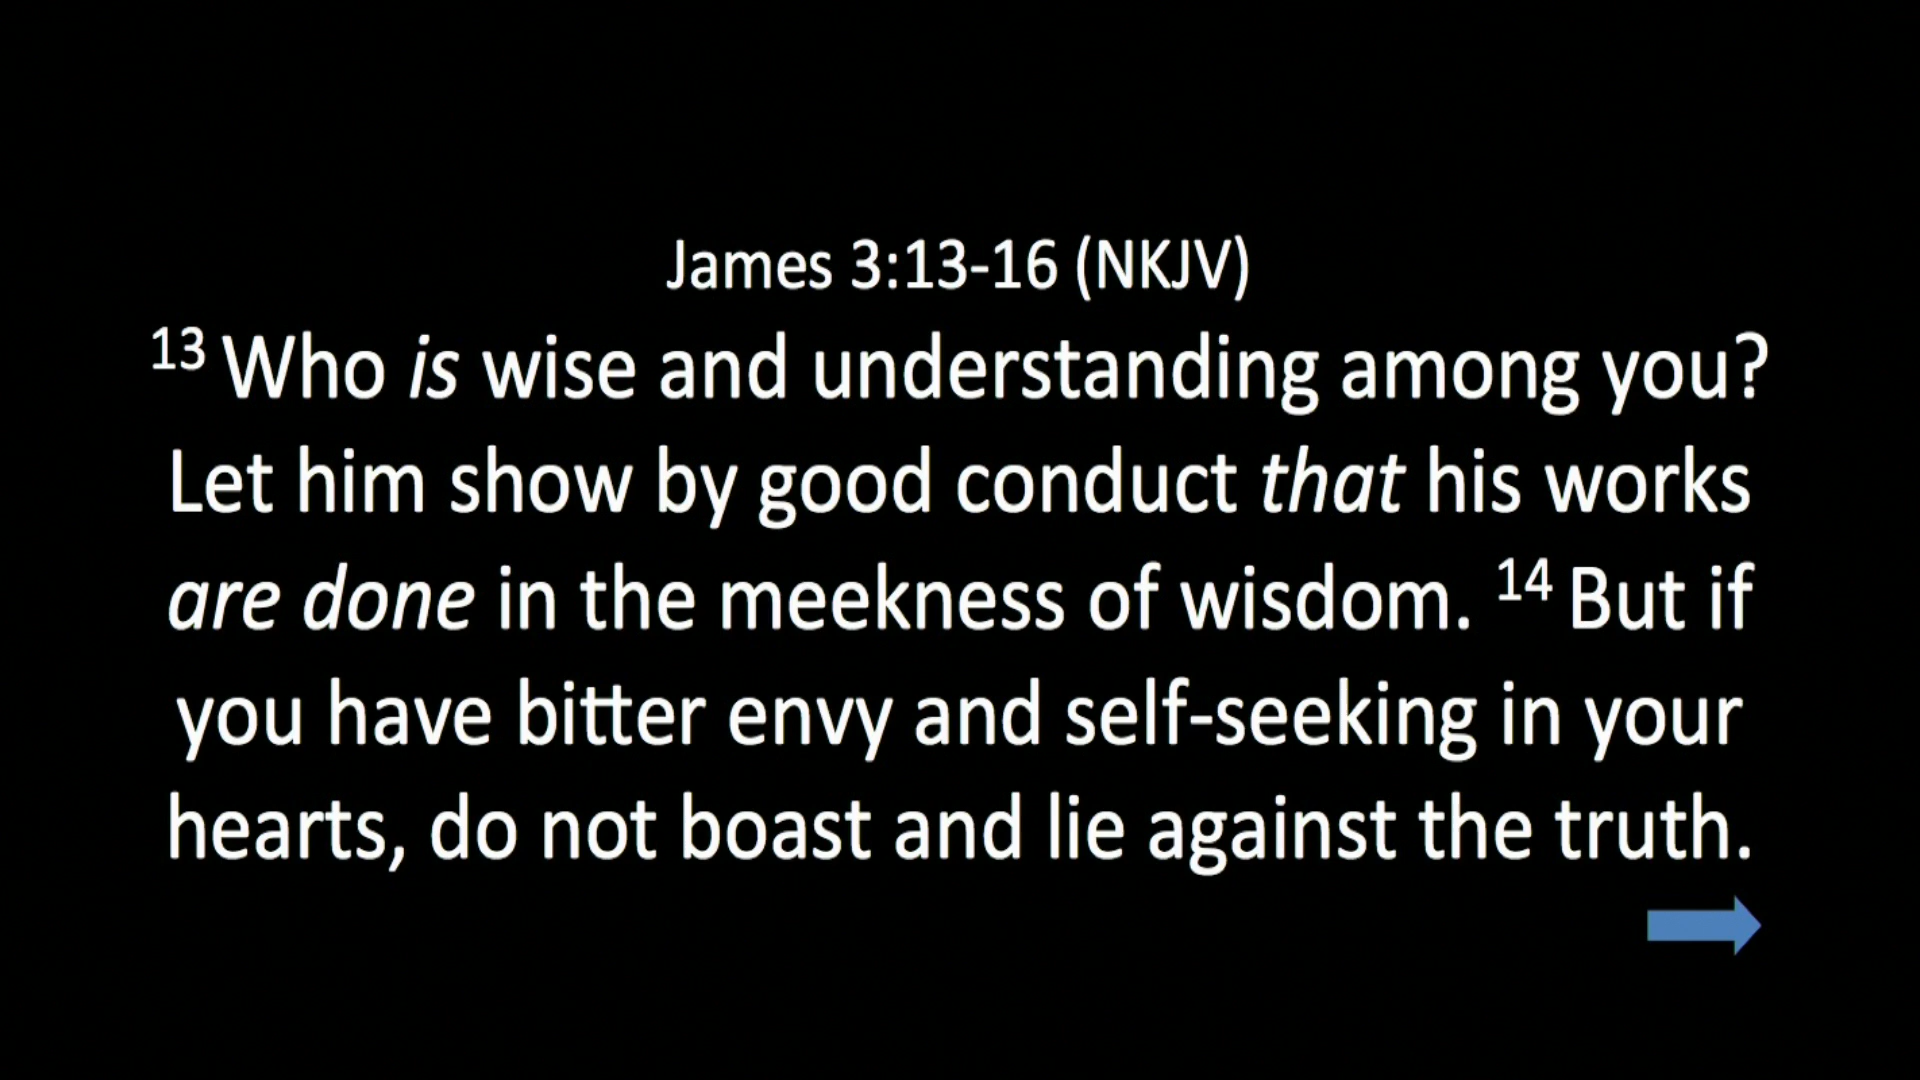 James 3:13-16 (NKJV)
13 Who is wise and understanding among you?
Let him show by good conduct that his works
are done in the meekness of wisdom. 14 But if
you have bitter envy and self-seeking in your
hearts, do not boast and lie against the truth.